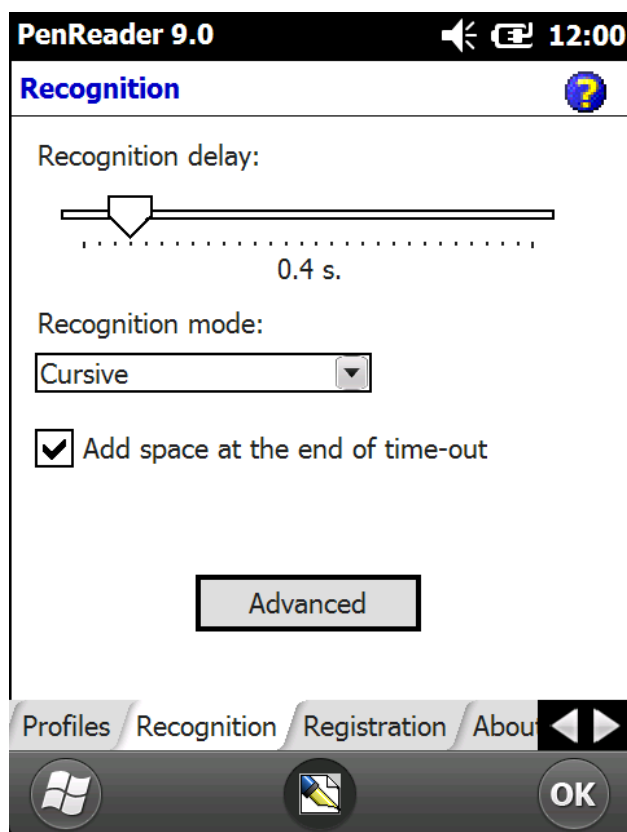 PenReader 9.0 12:00
Recognition ?
Recognition delay:
0.4 s.
Recognition mode:
Cursive
Add space at the end of time-out
Advanced
Profiles Recognition Registration Abou
OK